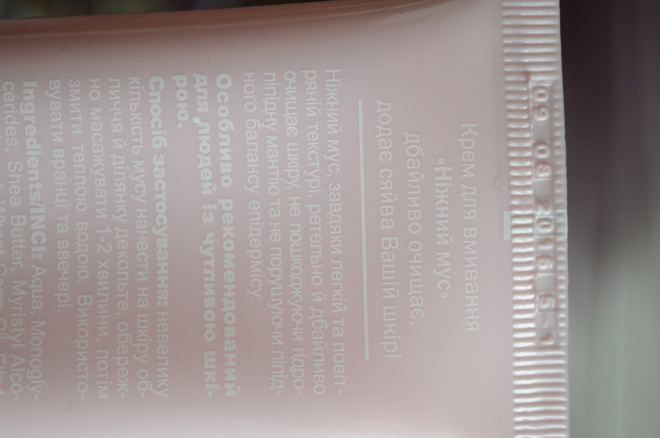 09 08 2016 5-1
Крем для вмивання
«Ніжний мус»
дбайливо очищає,
додає сяйва Вашій шкірі
Ніжний мус, завдяки легкій та повіт-
ряній текстурі, ретельно й дбайливо
очищає шкіру, не пошкоджуючи гідро-
ліпідну мантію та не порушуючи ліпід-
ного балансу епідермісу.
Особливо рекомендований
для людей із чутливою шкі-
рою.
Спосіб застосування: невелику
кількість мусу нанести на шкіру об-
личчя й ділянку декольте, обереж-
но масажувати 1-2 хвилини, потім
змити теплою водою. Використо-
вувати вранці та ввечері.
Ingredients/INCI: Aqua, Monogly-
cerides, Shea Butter, Myristyl Alco-